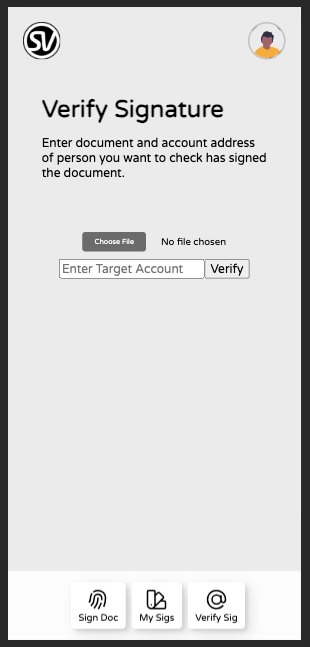 SV
Verify Signature
Enter document and account address
of person you want to check has signed
the document.
Choose File No file chosen
Enter Target Account Verify
Sign Doc My Sigs Verify Sig